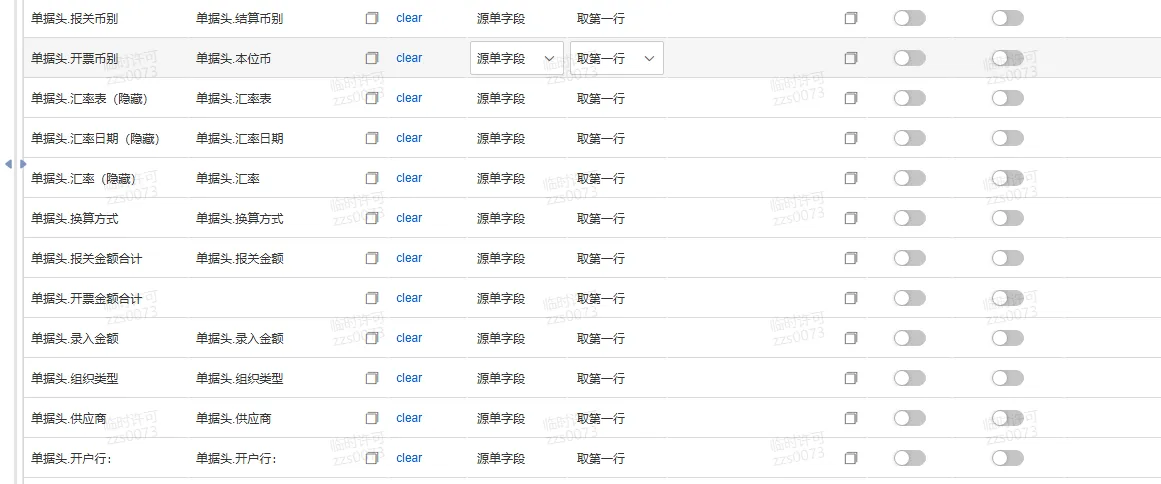 单据头.报关币别 单据头.结算币别 clear
单据头.开票币别 单据头.本位币 clear 源单字段 取第一行
单据头.汇率表（隐藏） 单据头.汇率表 clear 源单字段 取第一行
单据头.汇率日期（隐藏） 单据头.汇率日期 clear 源单字段 取第一行
单据头.汇率（隐藏） 单据头.汇率 clear 源单字段 取第一行
单据头.换算方式 单据头.换算方式 clear 源单字段 取第一行
单据头.报关金额合计 单据头.报关金额 clear 源单字段 取第一行
单据头.开票金额合计 clear 源单字段 取第一行
单据头.录入金额 单据头.录入金额 clear 源单字段 取第一行
单据头.组织类型 单据头.组织类型 clear 源单字段 取第一行
单据头.供应商 单据头.供应商 clear 源单字段 取第一行
单据头.开户行： 单据头.开户行： clear 源单字段 取第一行
临时许可
zzs0073